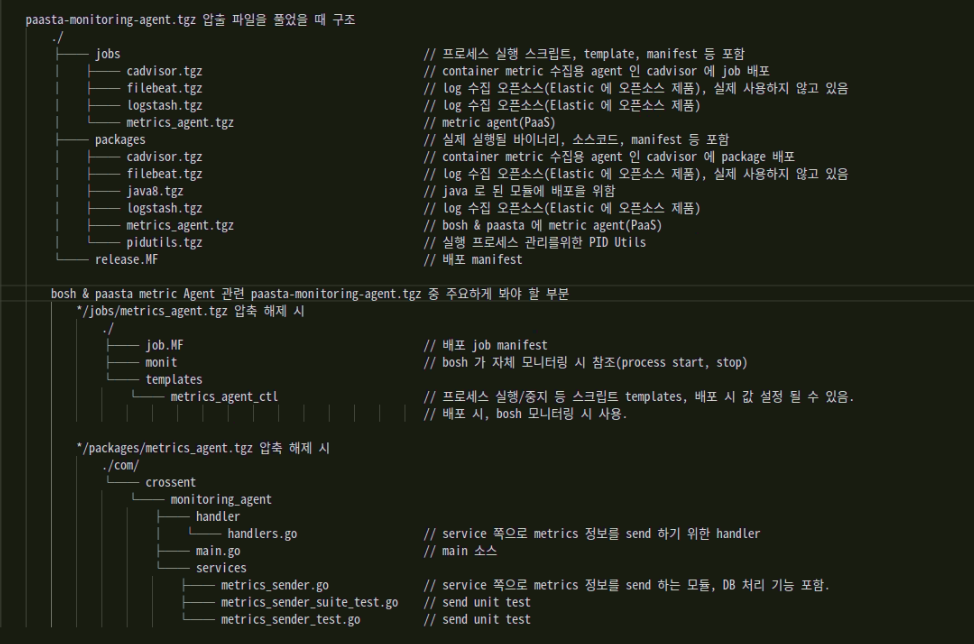 paasta-monitoring-agent.tgz 압출 파일을 풀었을 때 구조
./
├── jobs // 프로세스 실행 스크립트, template, manifest 등 포함
│ ├── cadvisor.tgz // container metric 수집용 agent 인 cadvisor 에 job 배포
│ ├── filebeat.tgz // log 수집 오픈소스(Elastic 에 오픈소스 제품), 실제 사용하지 않고 있음
│ ├── logstash.tgz // log 수집 오픈소스(Elastic 에 오픈소스 제품)
│ └── metrics_agent.tgz // metric agent(PaaS)
├── packages // 실제 실행될 바이너리, 소스코드, manifest 등 포함
│ ├── cadvisor.tgz // container metric 수집용 agent 인 cadvisor 에 package 배포
│ ├── filebeat.tgz // log 수집 오픈소스(Elastic 에 오픈소스 제품), 실제 사용하지 않고 있음
│ ├── java8.tgz // java 로 된 모듈에 배포을 위함
│ ├── logstash.tgz // log 수집 오픈소스(Elastic 에 오픈소스 제품)
│ ├── metrics_agent.tgz // bosh & paasta 에 metric agent(PaaS)
│ └── pidutils.tgz // 실행 프로세스 관리를위한 PID Utils
└── release.MF // 배포 manifest
bosh & paasta metric Agent 관련 paasta-monitoring-agent.tgz 중 주요하게 봐야 할 부분
*/jobs/metrics_agent.tgz 압축 해제 시
./
├── job.MF // 배포 job manifest
├── monit // bosh 가 자체 모니터링 시 참조(process start, stop)
└── templates
└── metrics_agent_ctl // 프로세스 실행/중지 등 스크립트 templates, 배포 시 값 설정 될 수 있음.
// 배포 시, bosh 모니터링 시 사용.
*/packages/metrics_agent.tgz 압축 해제 시
./com/
└── crossent
└── monitoring_agent
├── handler
│ └── handlers.go // service 쪽으로 metrics 정보를 send 하기 위한 handler
├── main.go // main 소스
└── services
├── metrics_sender.go // service 쪽으로 metrics 정보를 send 하는 모듈, DB 처리 기능 포함.
├── metrics_sender_suite_test.go // send unit test
└── metrics_sender_test.go // send unit test